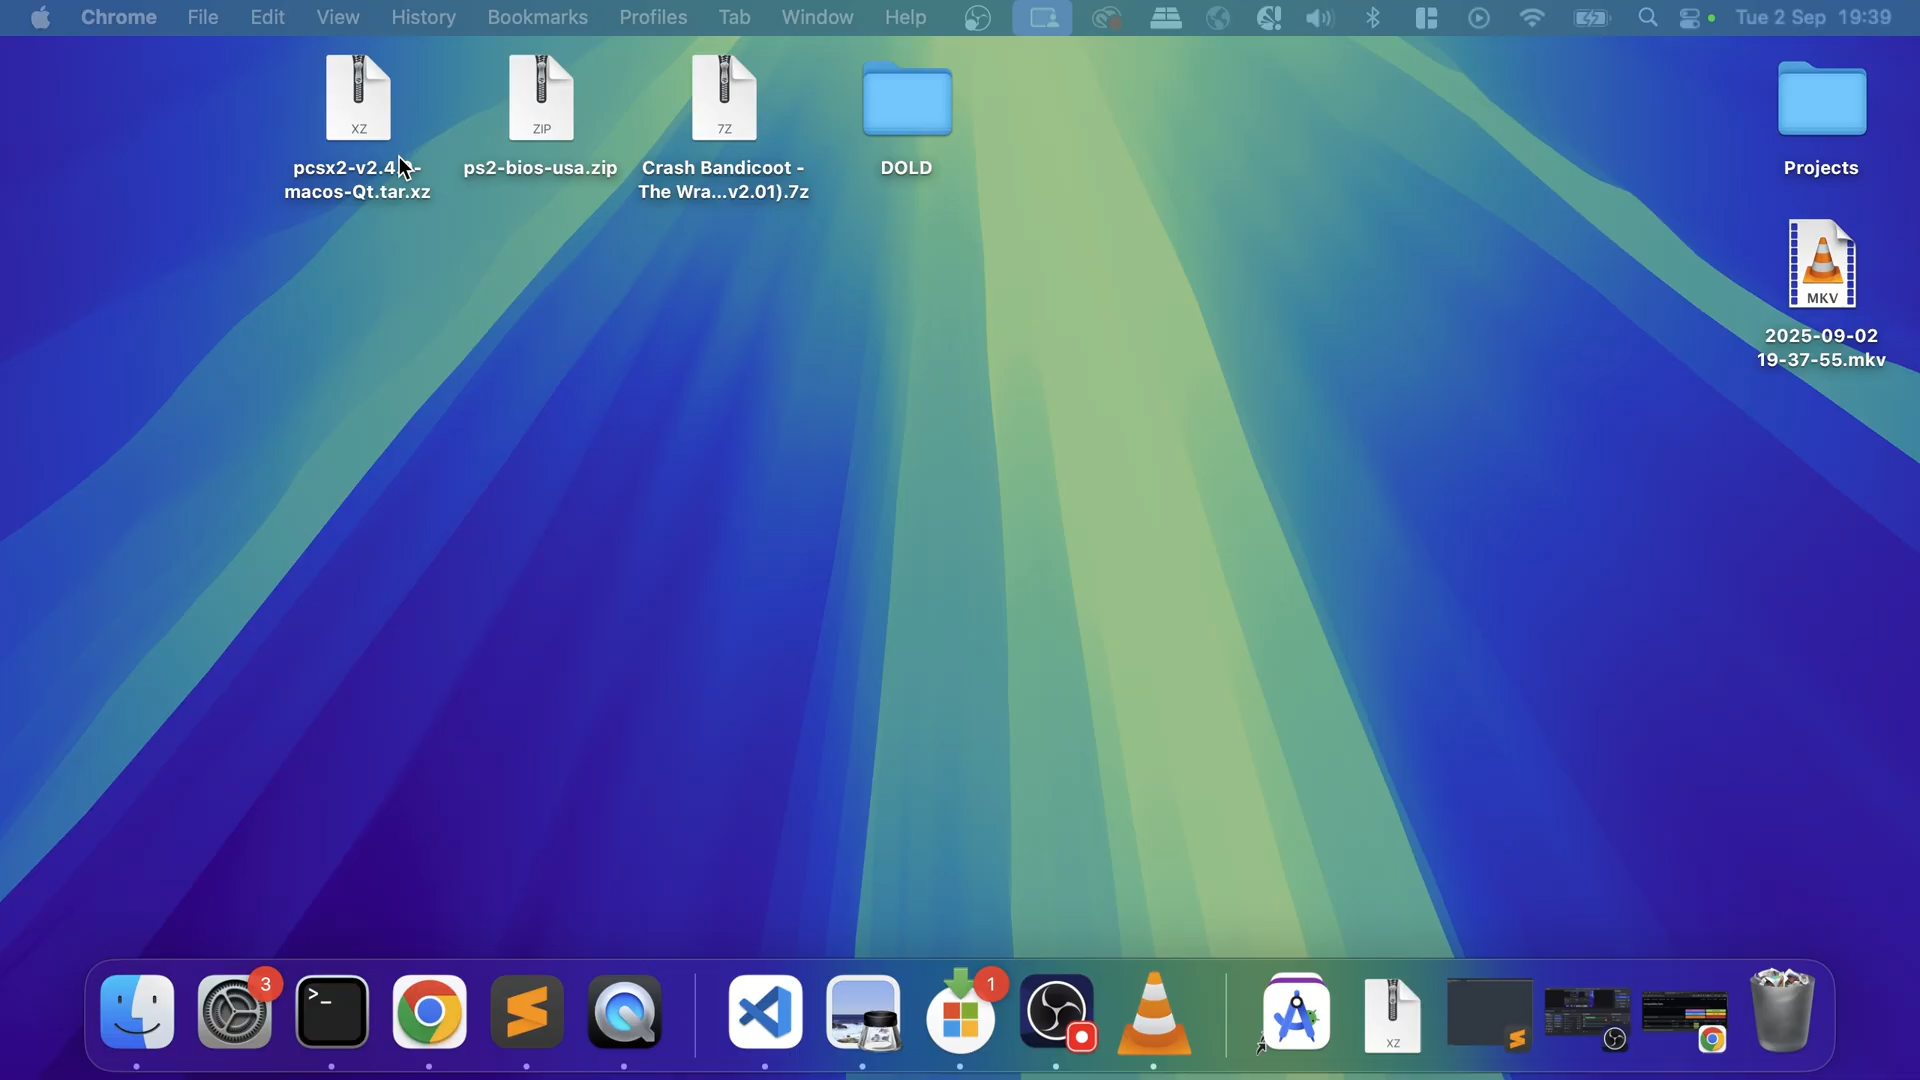 Chrome File Edit View History Bookmarks Profiles Tab Window Help Tue 2 Sep 19:39
XZ
ZIP
7Z
pcsx2-v2.4
macos-Qt.tar.xz
ps2-bios-usa.zip
Crash Bandicoot -
The Wra...v2.01).7z
DOLD
Projects
MKV
2025-09-02
19-37-55.mkv
3
>_
1
XZ